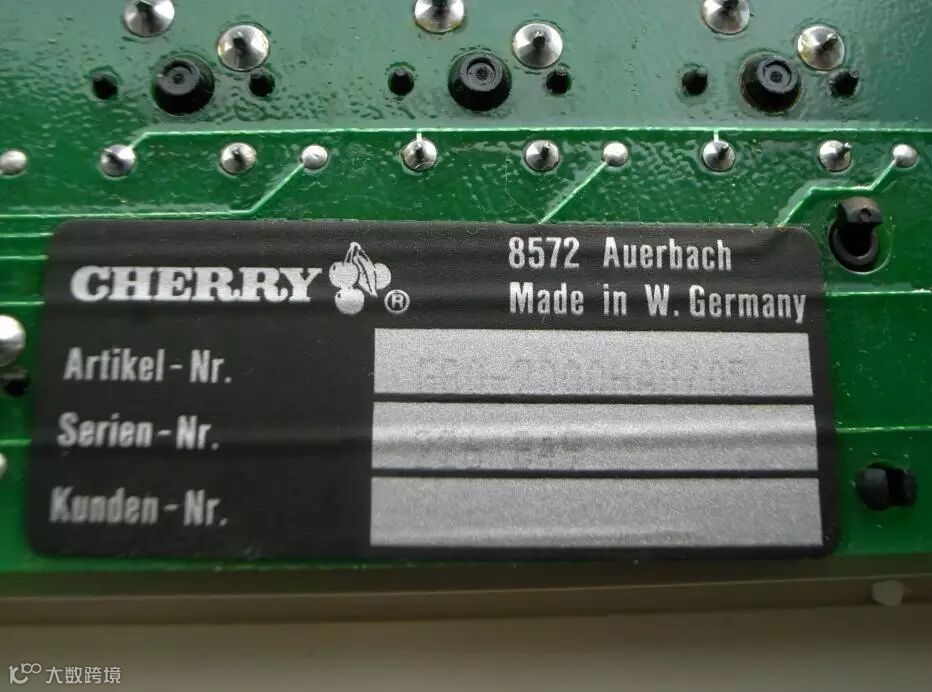 CHERRY ®
8572 Auerbach
Made in W. Germany
Artikel-Nr.
Serien-Nr.
Kunden-Nr.
大数跨境